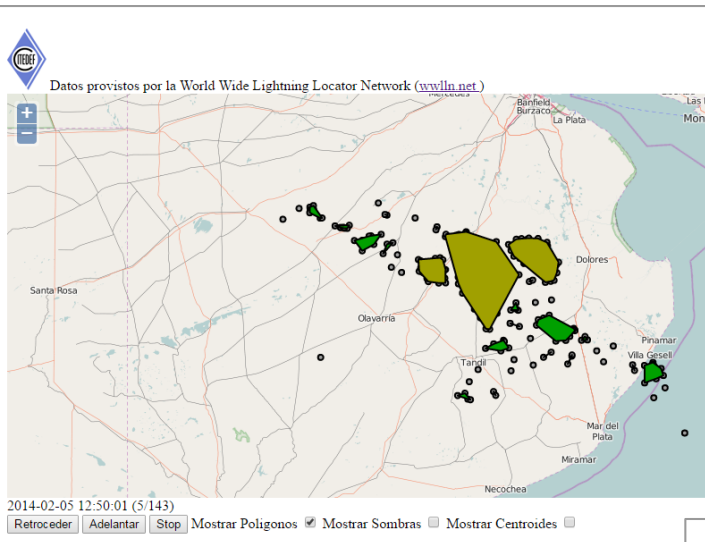 CITEDEF
Datos provistos por la World Wide Lightning Locator Network (wwlln.net )
Mercedes
Banfield
Burzaco
La Plata
Las
Mon
+
−
Dolores
Santa Rosa
Olavarría
Pinamar
Villa Gesell
Tandil
Mar del
Plata
Miramar
Necochea
2014-02-05 12:50:01 (5/143)
Retroceder Adelantar Stop Mostrar Poligonos Mostrar Sombras Mostrar Centroides